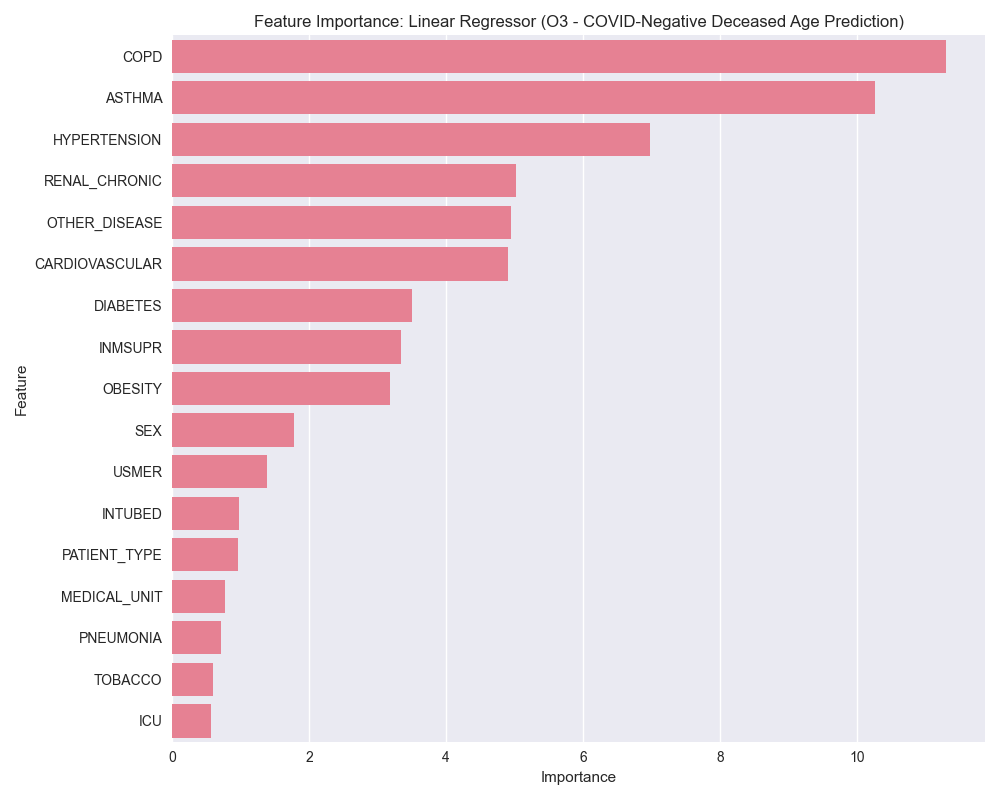 Feature Importance: Linear Regressor (O3 - COVID-Negative Deceased Age Prediction)
COPD
ASTHMA
HYPERTENSION
RENAL_CHRONIC
OTHER_DISEASE
CARDIOVASCULAR
DIABETES
INMSUPR
OBESITY
SEX
USMER
INTUBED
PATIENT_TYPE
MEDICAL_UNIT
PNEUMONIA
TOBACCO
ICU
Feature
0 2 4 6 8 10
Importance